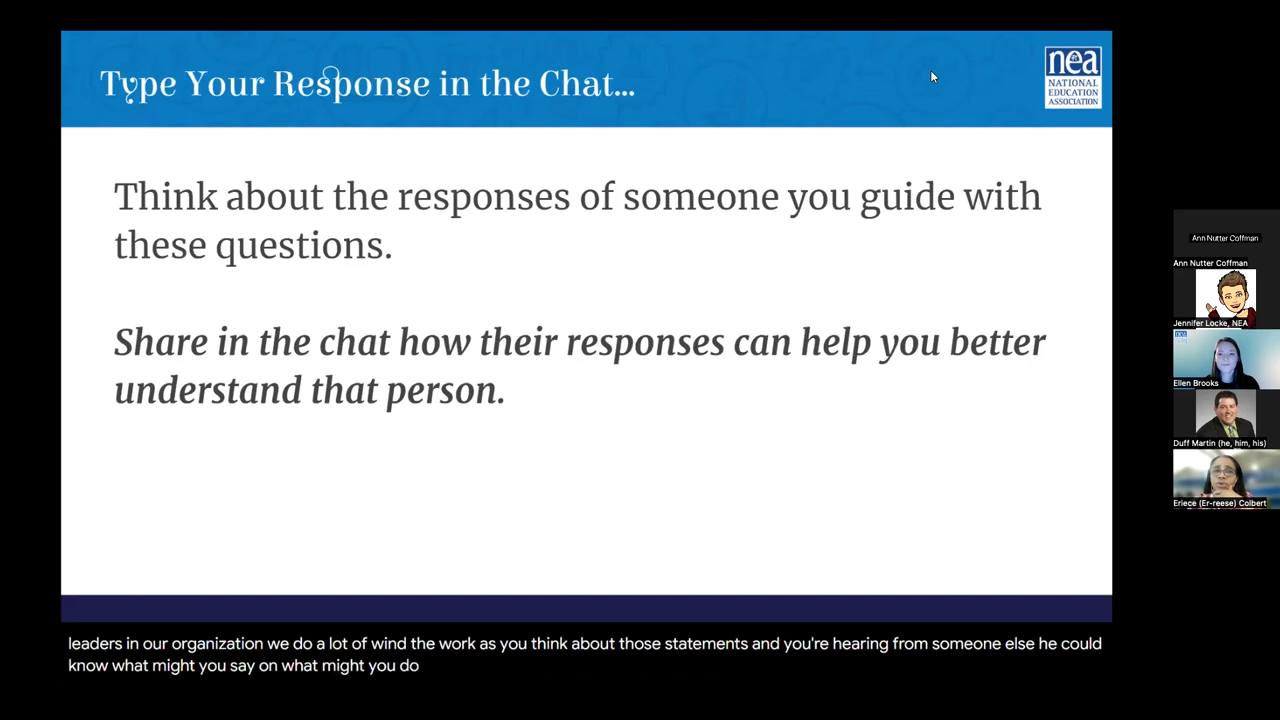 Type Your Response in the Chat...
nea
NATIONAL
EDUCATION
ASSOCIATION
Think about the responses of someone you guide with
these questions.
Share in the chat how their responses can help you better
understand that person.
Ann Nutter Coffman
Ann Nutter Coffman
Jennifer Locke, NEA
nea
Ellen Brooks
Duff Martin (he, him, his)
Eriece (Er-reese) Colbert
leaders in our organization we do a lot of wind the work as you think about those statements and you're hearing from someone else he could
know what might you say on what might you do